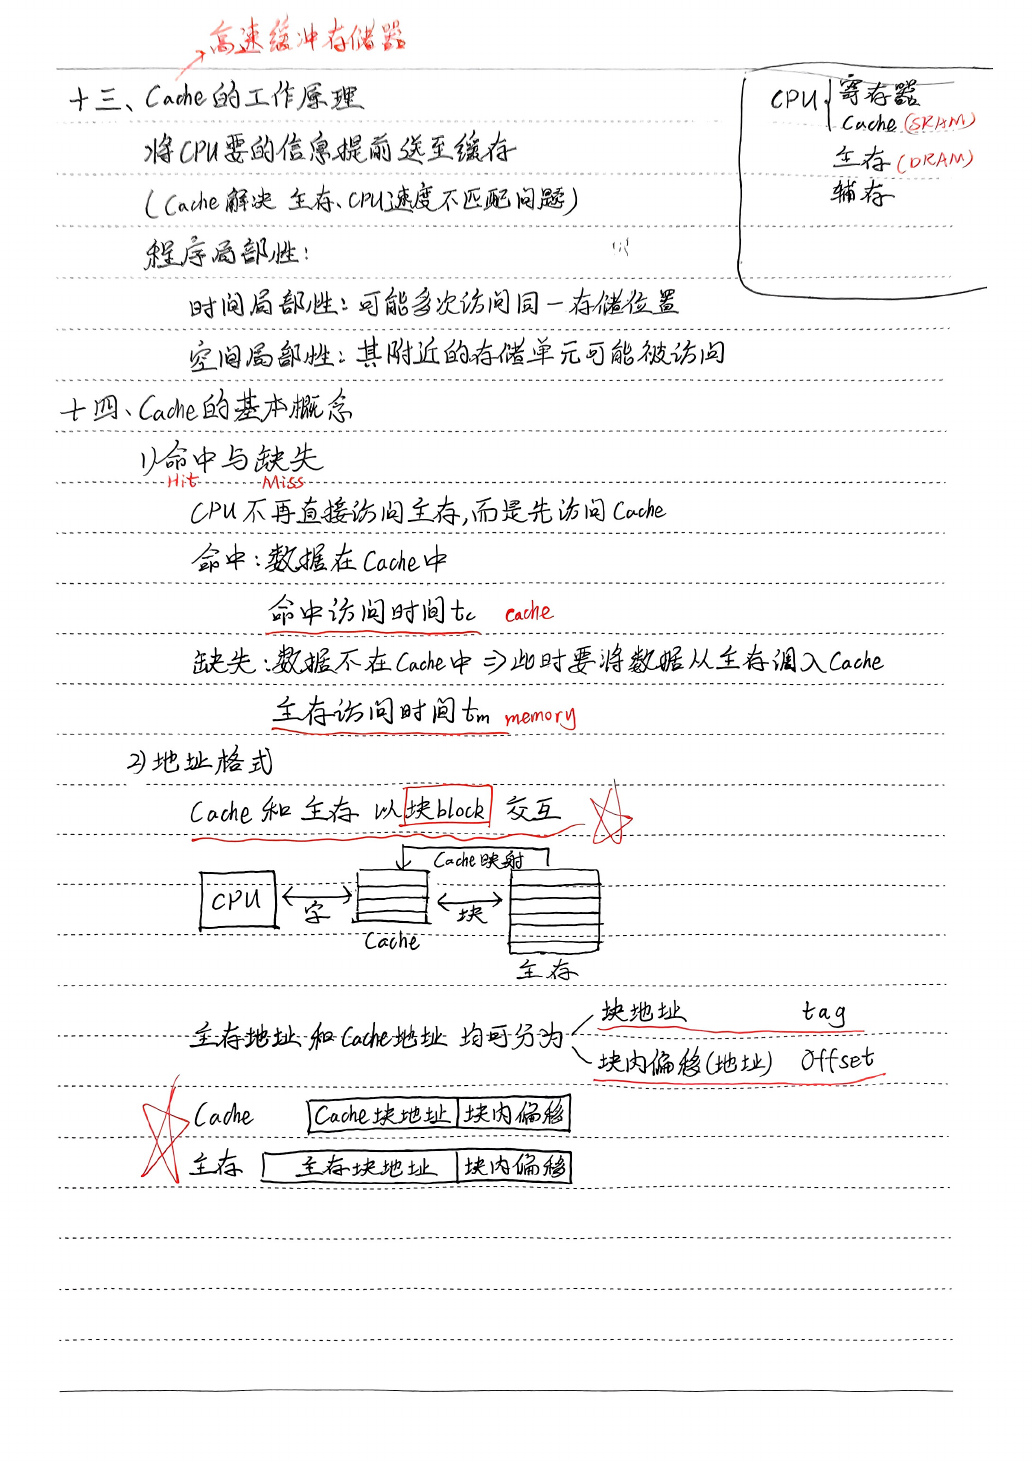 高速缓冲存储器
十三、Cache的工作原理
将CPU要的信息提前送至缓存
(Cache解决 主存、CPU速度不匹配问题)
程序局部性:
时间局部性:可能多次访问同一存储位置
空间局部性:其附近的存储单元可能被访问
CPU 寄存器
Cache (SRAM)
主存 (DRAM)
辅存
十四、Cache的基本概念
1)命中与缺失
Hit Miss
CPU不再直接访问主存,而是先访问Cache
命中:数据在Cache中
命中访问时间tc cache
缺失:数据不在Cache中⇒此时要将数据从主存调入Cache
主存访问时间tm memory
2)地址格式
Cache和主存以块block交互
Cache映射
CPU 字 块
Cache
主存
主存地址和Cache地址均可分为
块地址 tag
块内偏移(地址) Offset
Cache Cache块地址 块内偏移
主存 主存块地址 块内偏移